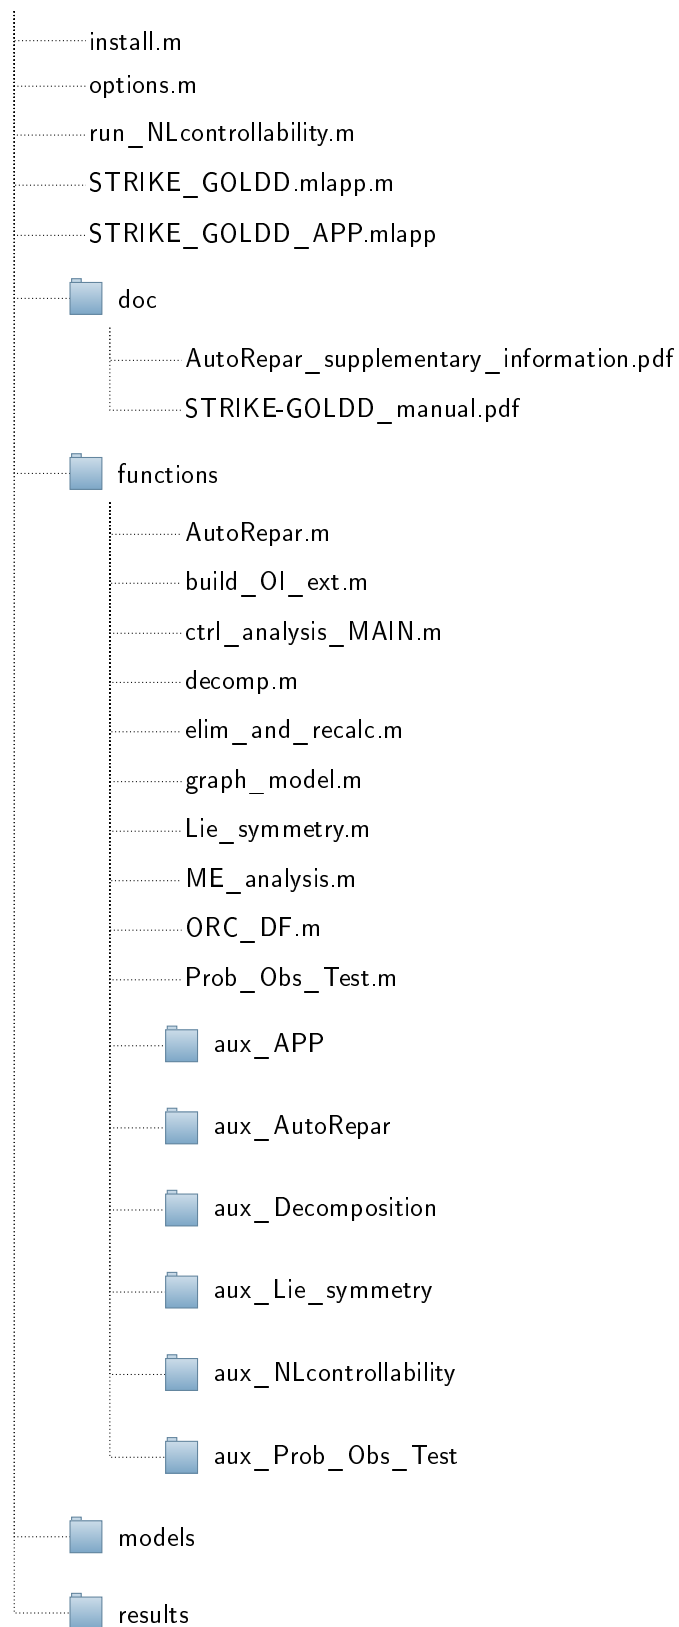 install.m
options.m
run_NLcontrollability.m
STRIKE_GOLDD.mlapp.m
STRIKE_GOLDD_APP.mlapp
doc
AutoRepar_supplementary_information.pdf
STRIKE-GOLDD_manual.pdf
functions
AutoRepar.m
build_OI_ext.m
ctrl_analysis_MAIN.m
decomp.m
elim_and_recalc.m
graph_model.m
Lie_symmetry.m
ME_analysis.m
ORC_DF.m
Prob_Obs_Test.m
aux_APP
aux_AutoRepar
aux_Decomposition
aux_Lie_symmetry
aux_NLcontrollability
aux_Prob_Obs_Test
models
results